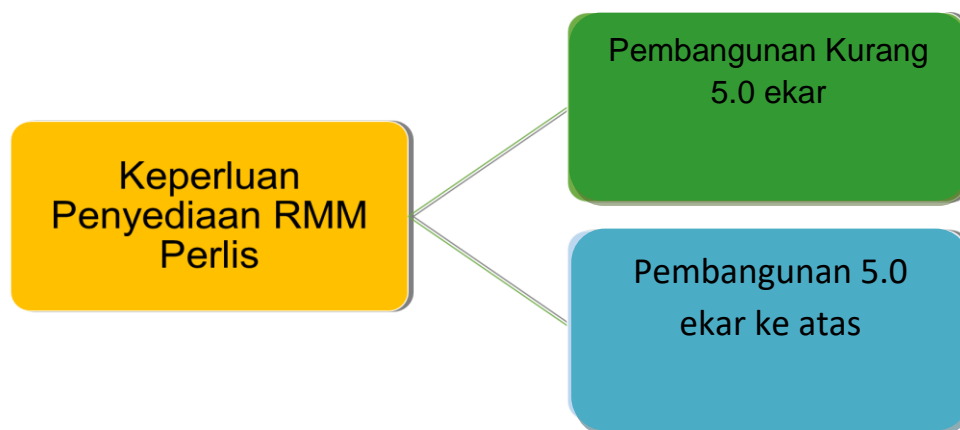 Keperluan
Penyediaan RMM
Perlis
Pembangunan Kurang
5.0 ekar
Pembangunan 5.0
ekar ke atas